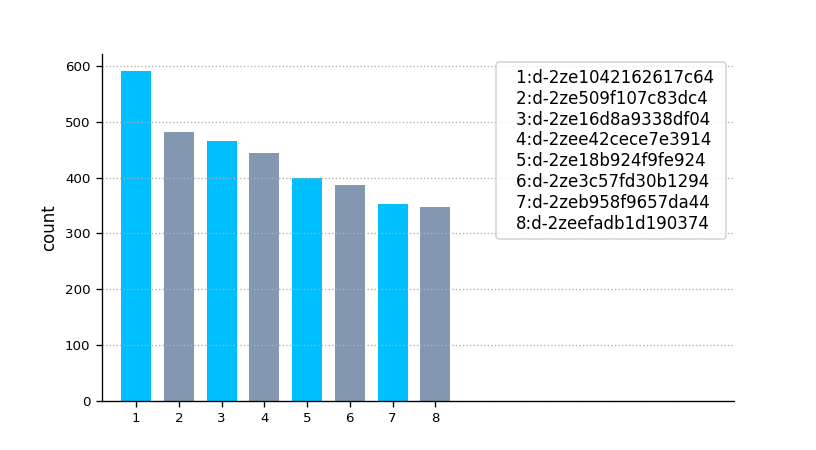 600
500
400
300
200
100
0
count
1 2 3 4 5 6 7 8
1:d-2ze1042162617c64
2:d-2ze509f107c83dc4
3:d-2ze16d8a9338df04
4:d-2zee42cece7e3914
5:d-2ze18b924f9fe924
6:d-2ze3c57fd30b1294
7:d-2zeb958f9657da44
8:d-2zeefadb1d190374